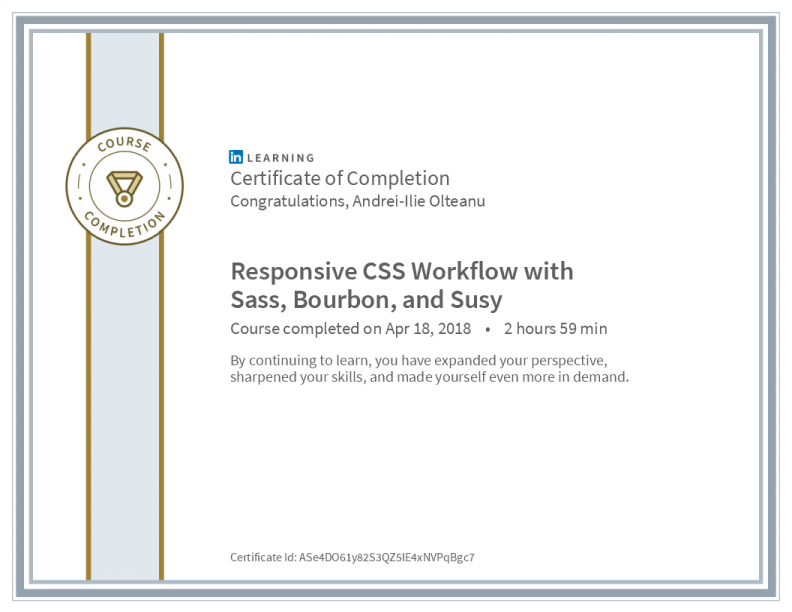 COURSE
COMPLETION
in LEARNING
Certificate of Completion
Congratulations, Andrei-Ilie Olteanu
Responsive CSS Workflow with
Sass, Bourbon, and Susy
Course completed on Apr 18, 2018 • 2 hours 59 min
By continuing to learn, you have expanded your perspective,
sharpened your skills, and made yourself even more in demand.
Certificate Id: ASe4DO61y82S3QZ5lE4xNVPqBgc7